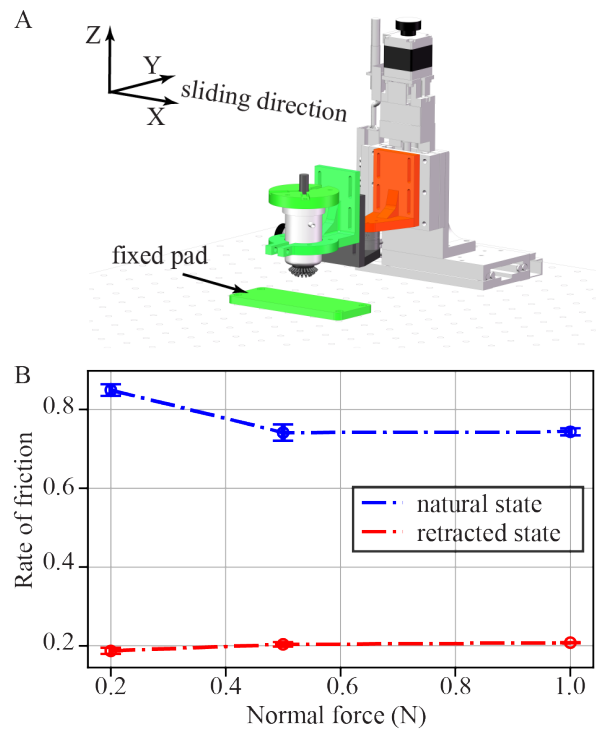 A
Z
Y
X
sliding direction
fixed pad
B
Rate of friction
0.8
0.6
0.4
0.2
natural state
retracted state
0.2 0.4 0.6 0.8 1.0
Normal force (N)